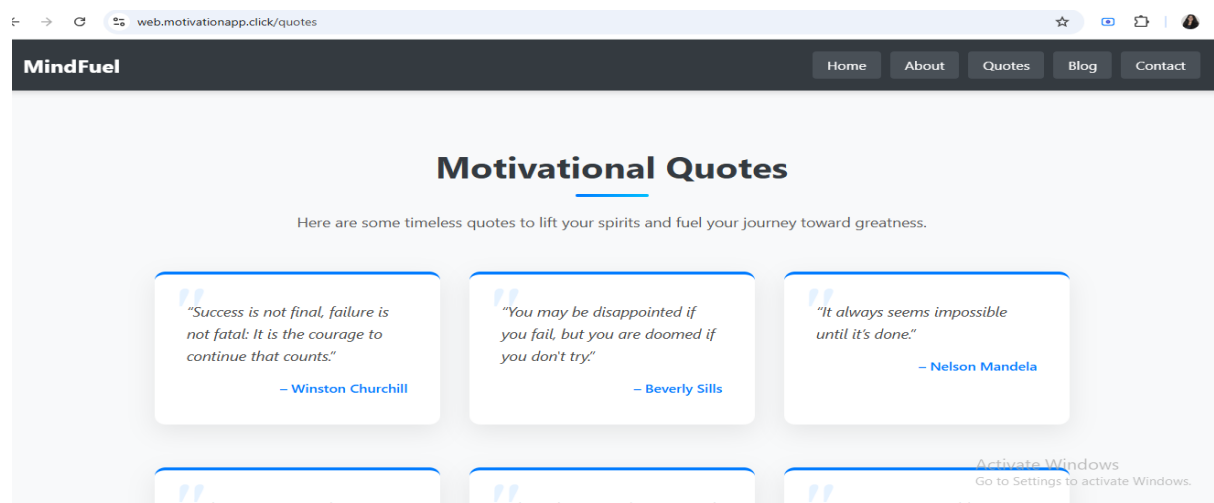 web.motivationapp.click/quotes
MindFuel
Home
About
Quotes
Blog
Contact
Motivational Quotes
Here are some timeless quotes to lift your spirits and fuel your journey toward greatness.
“Success is not final, failure is
not fatal: It is the courage to
continue that counts.”
– Winston Churchill
“You may be disappointed if
you fail, but you are doomed if
you don't try.”
– Beverly Sills
“It always seems impossible
until it’s done.”
– Nelson Mandela
Activate Windows
Go to Settings to activate Windows.